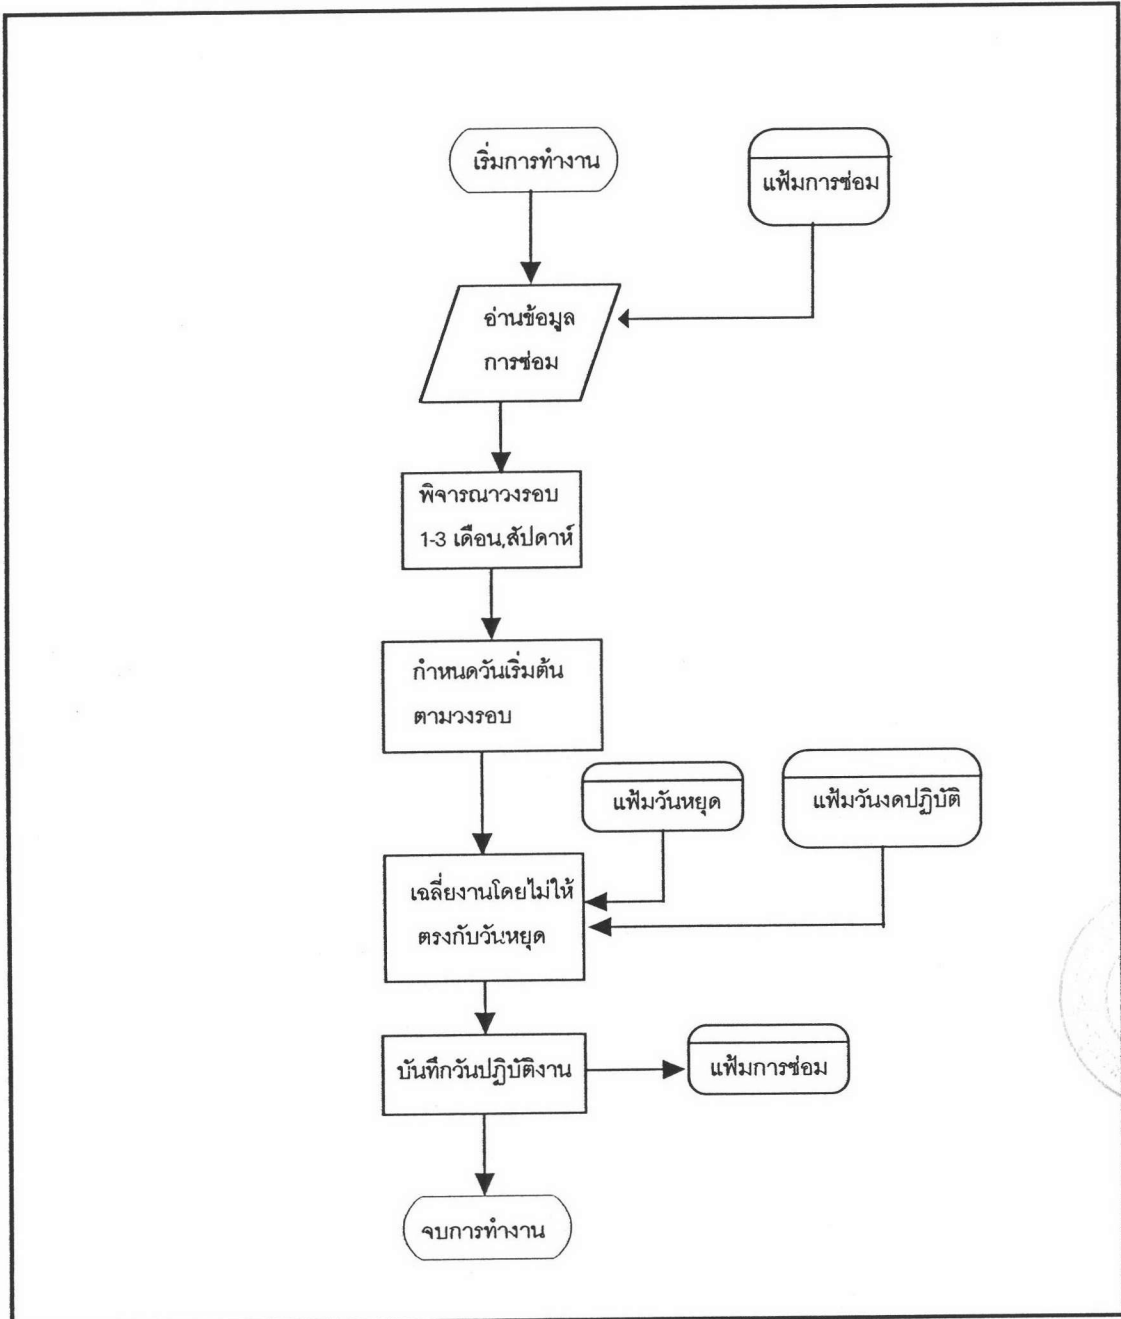 เริ่มการทำงาน
แฟ้มการซ่อม
อ่านข้อมูล
การซ่อม
พิจารณาวงรอบ
1-3 เดือน,สัปดาห์
กำหนดวันเริ่มต้น
ตามวงรอบ
แฟ้มวันหยุด
แฟ้มวันงดปฏิบัติ
เฉลี่ยงานโดยไม่ให้
ตรงกับวันหยุด
บันทึกวันปฏิบัติงาน
แฟ้มการซ่อม
จบการทำงาน